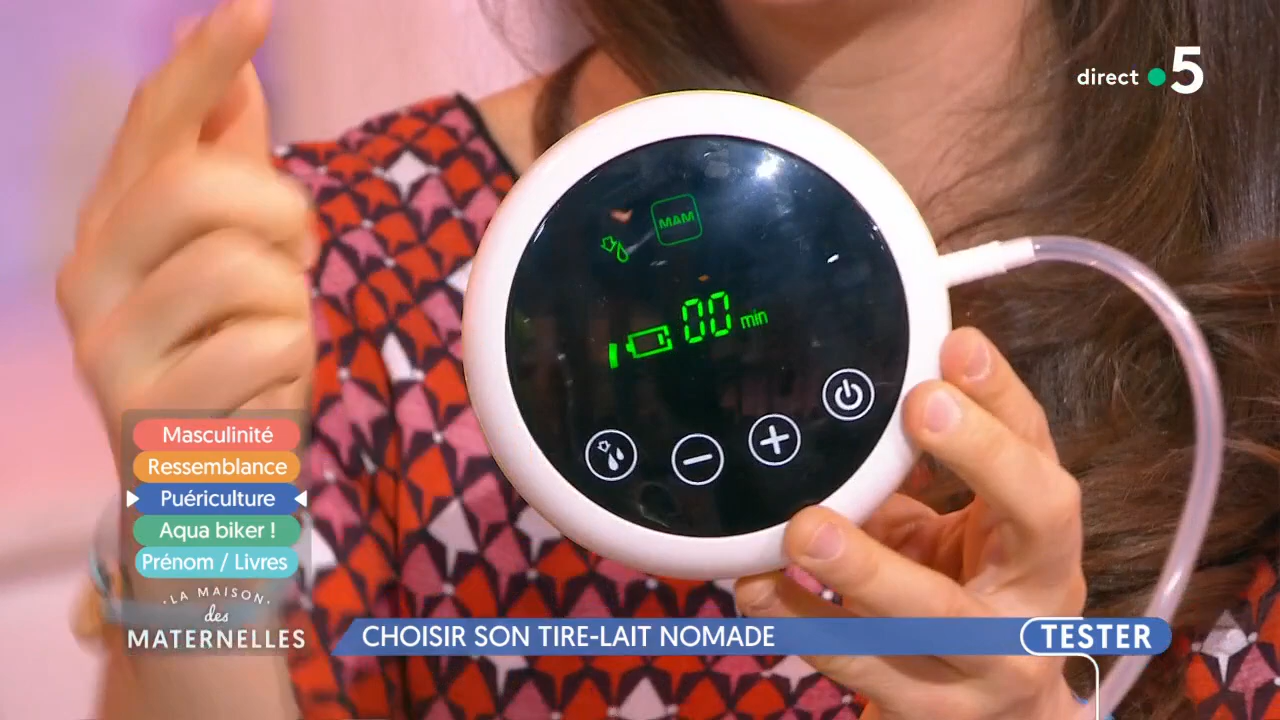 direct 5
MAM
00 min
Masculinité
Ressemblance
Puériculture
Aqua biker !
Prénom / Livres
LA MAISON
des
MATERNELLES
CHOISIR SON TIRE-LAIT NOMADE
TESTER